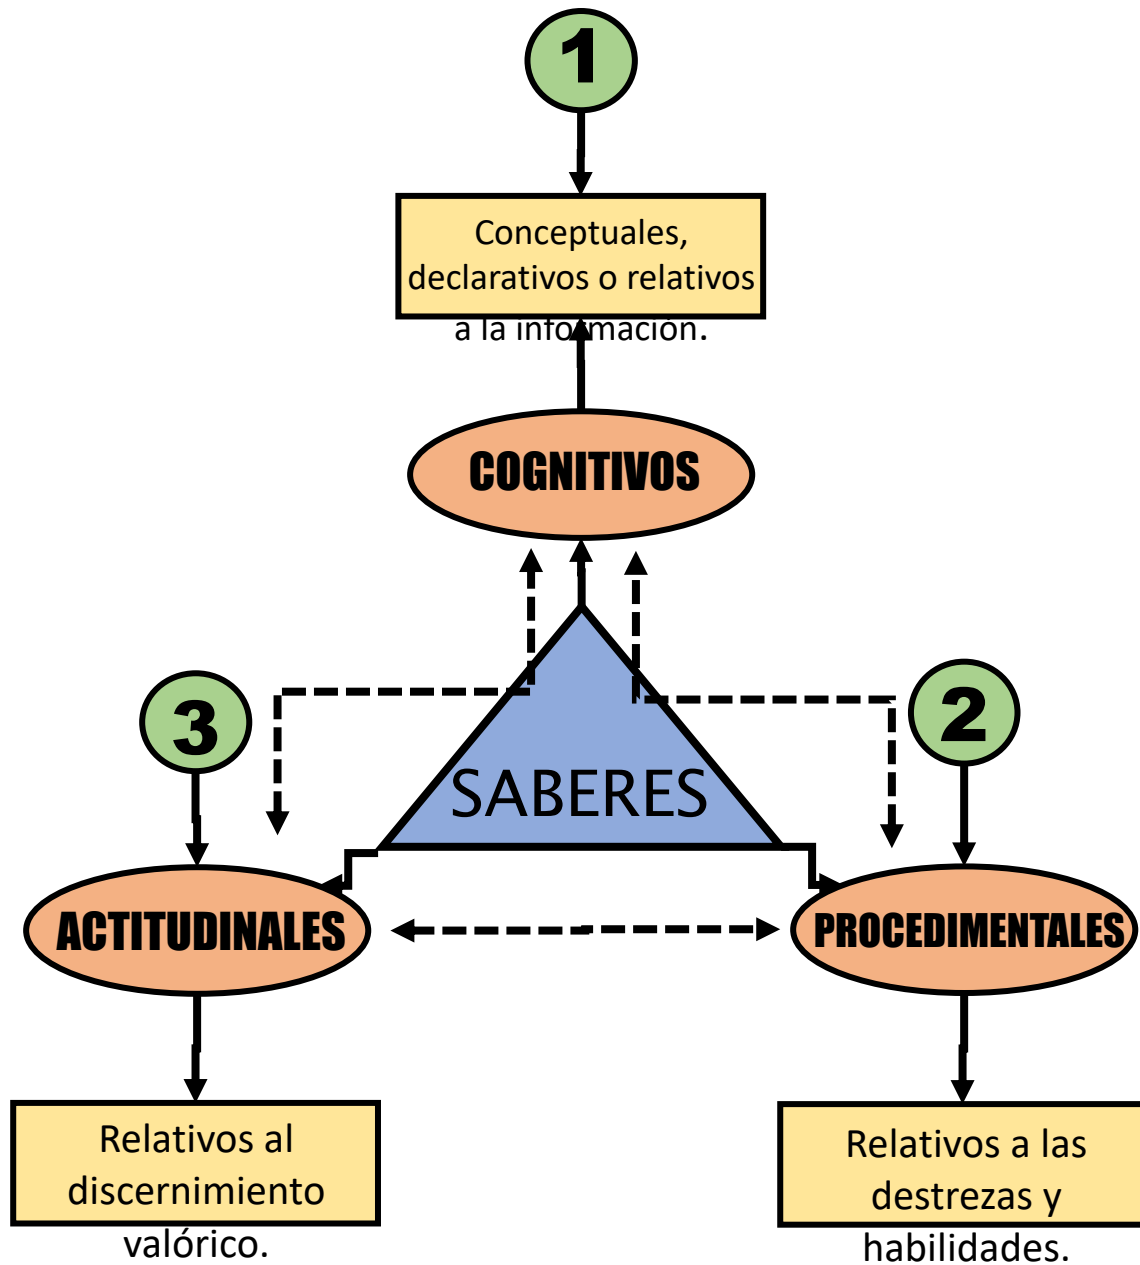 1
Conceptuales,
declarativos o relativos
a la información.
COGNITIVOS
3
2
SABERES
ACTITUDINALES
PROCEDIMENTALES
Relativos al
discernimiento
valórico.
Relativos a las
destrezas y
habilidades.